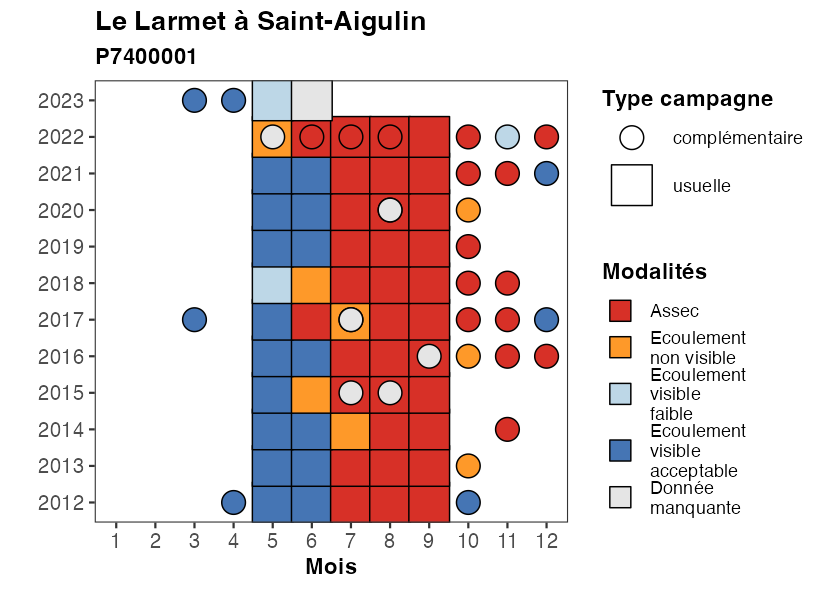 Le Larmet à Saint-Aigulin
P7400001
2023
2022
2021
2020
2019
2018
2017
2016
2015
2014
2013
2012
1 2 3 4 5 6 7 8 9 10 11 12
Mois
Type campagne
complémentaire
usuelle
Modalités
Assec
Ecoulement
non visible
Ecoulement
visible
faible
Ecoulement
visible
acceptable
Donnée
manquante